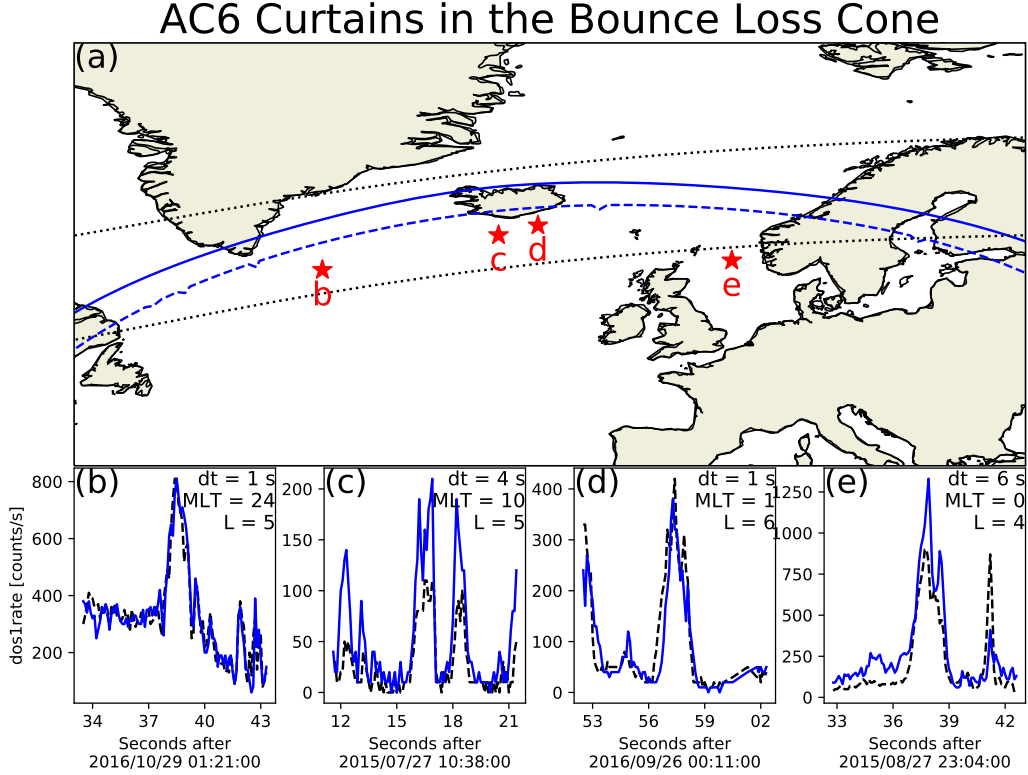 AC6 Curtains in the Bounce Loss Cone
(a)
b
c
d
e
dos1rate [counts/s]
(b)
dt = 1 s
MLT = 24
L = 5
800
600
400
200
34 37 40 43
Seconds after
2016/10/29 01:21:00
(c)
dt = 4 s
MLT = 10
L = 5
200
150
100
50
0
12 15 18 21
Seconds after
2015/07/27 10:38:00
(d)
dt = 1 s
MLT = 1
L = 6
400
300
200
100
0
53 56 59 02
Seconds after
2016/09/26 00:11:00
(e)
dt = 6 s
MLT = 0
L = 4
1250
1000
750
500
250
0
33 36 39 42
Seconds after
2015/08/27 23:04:00